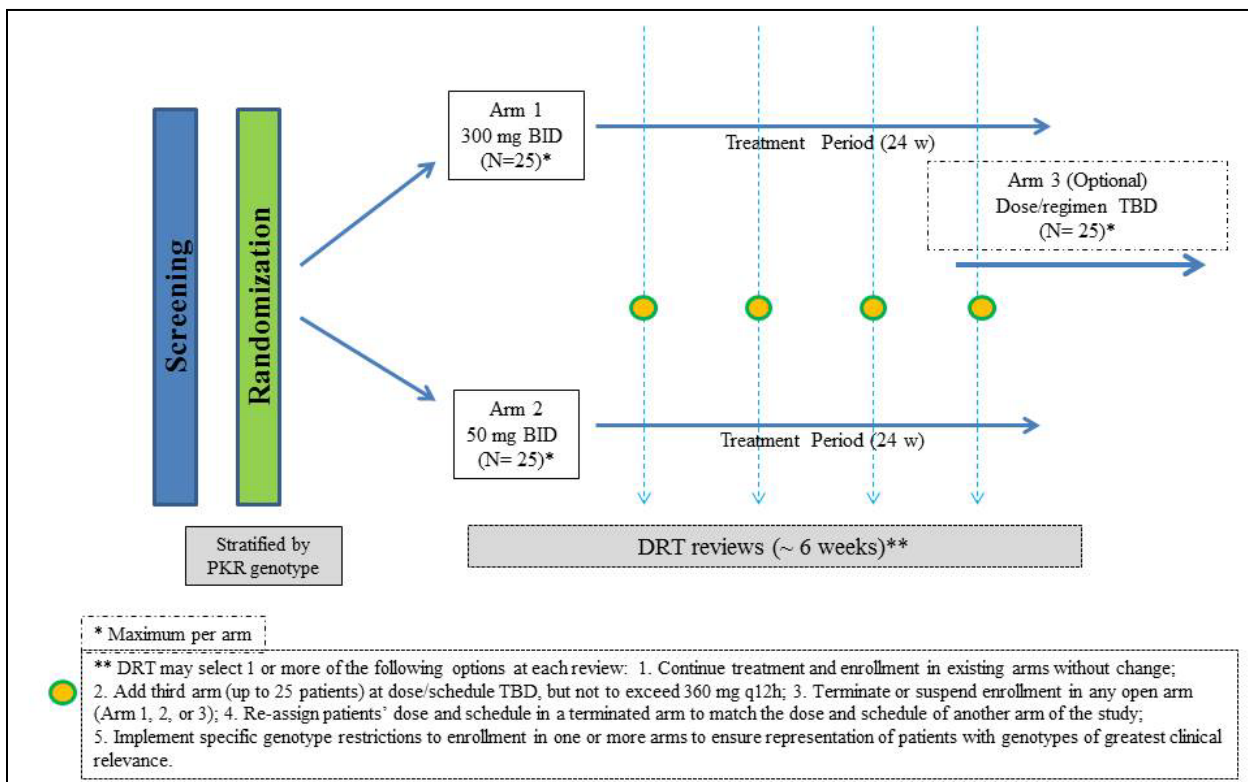 Screening
Randomization
Stratified by
PKR genotype
Arm 1
300 mg BID
(N=25)*
Treatment Period (24 w)
Arm 3 (Optional)
Dose/regimen TBD
(N= 25)*
Arm 2
50 mg BID
(N= 25)*
Treatment Period (24 w)
DRT reviews (~ 6 weeks)**
* Maximum per arm
** DRT may select 1 or more of the following options at each review: 1. Continue treatment and enrollment in existing arms without change;
2. Add third arm (up to 25 patients) at dose/schedule TBD, but not to exceed 360 mg q12h; 3. Terminate or suspend enrollment in any open arm
(Arm 1, 2, or 3); 4. Re-assign patients' dose and schedule in a terminated arm to match the dose and schedule of another arm of the study;
5. Implement specific genotype restrictions to enrollment in one or more arms to ensure representation of patients with genotypes of greatest clinical
relevance.